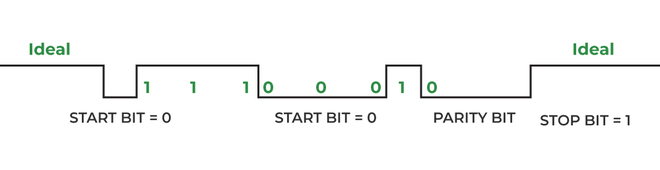 Ideal Ideal
1 1 1 0 0 0 1 0
START BIT = 0 START BIT = 0 PARITY BIT STOP BIT = 1